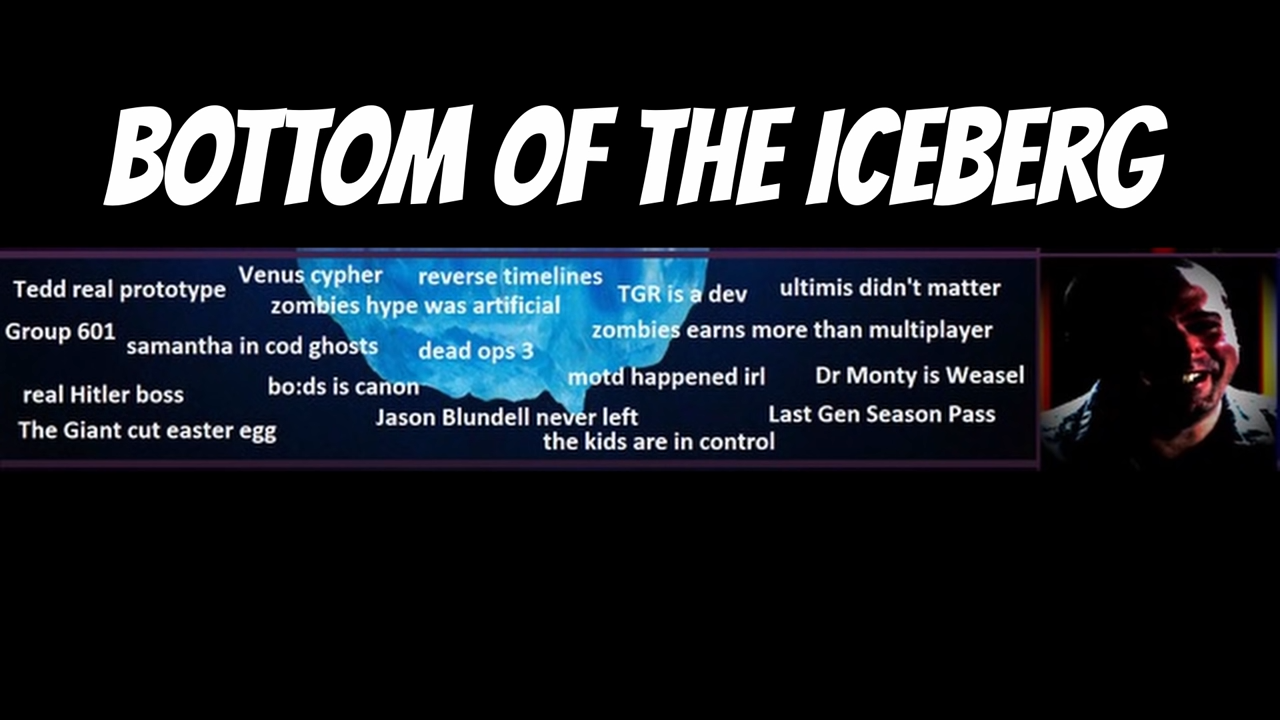 BOTTOM OF THE ICEBERG
Tedd real prototype
Venus cypher
reverse timelines
zombies hype was artificial
TGR is a dev
ultimis didn't matter
Group 601
samantha in cod ghosts
dead ops 3
zombies earns more than multiplayer
real Hitler boss
bo:ds is canon
motd happened irl
Dr Monty is Weasel
The Giant cut easter egg
Jason Blundell never left
Last Gen Season Pass
the kids are in control